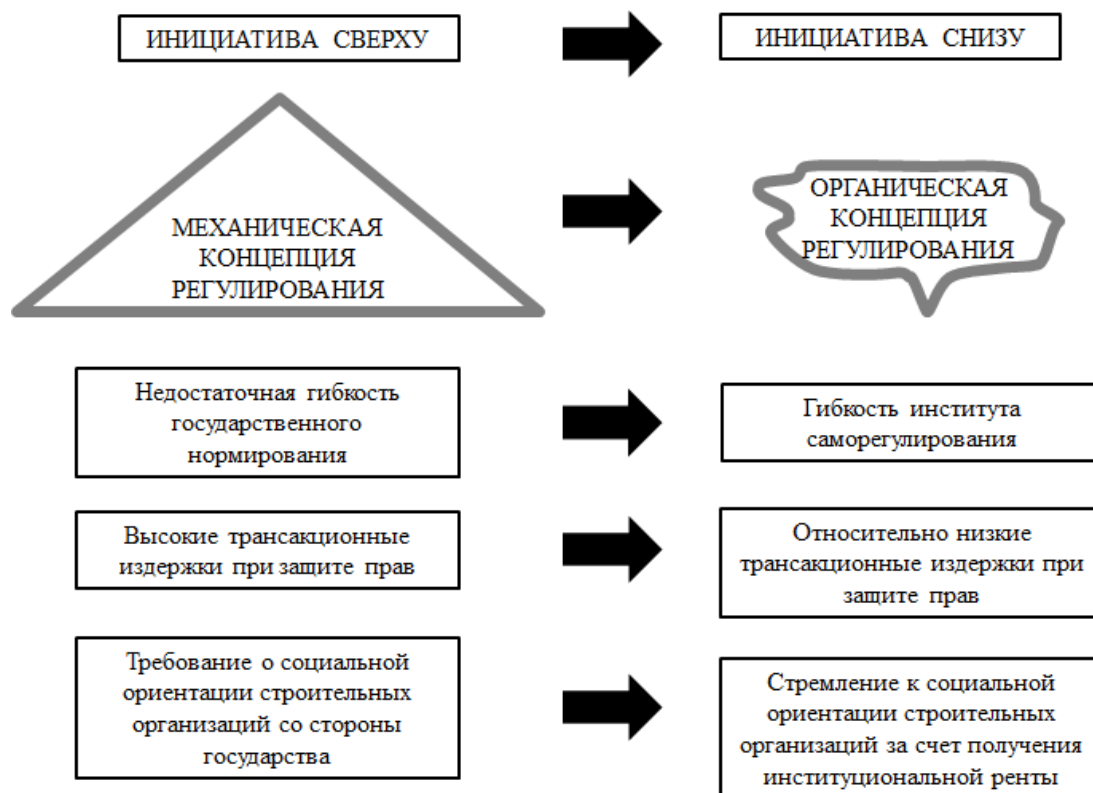 ИНИЦИАТИВА СВЕРХУ
ИНИЦИАТИВА СНИЗУ
МЕХАНИЧЕСКАЯ
КОНЦЕПЦИЯ
РЕГУЛИРОВАНИЯ
ОРГАНИЧЕСКАЯ
КОНЦЕПЦИЯ
РЕГУЛИРОВАНИЯ
Недостаточная гибкость
государственного
нормирования
Гибкость института
саморегулирования
Высокие трансакционные
издержки при защите прав
Относительно низкие
трансакционные издержки при
защите прав
Требование о социальной
ориентации строительных
организаций со стороны
государства
Стремление к социальной
ориентации строительных
организаций за счет получения
институциональной ренты